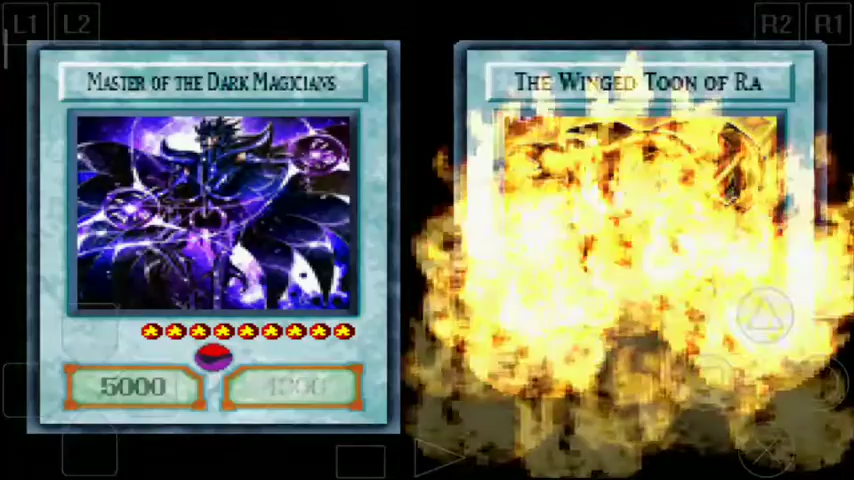 L1 L2 R2 R1
MASTER OF THE DARK MAGICIANS
THE WINGED TOON OF RA
5000